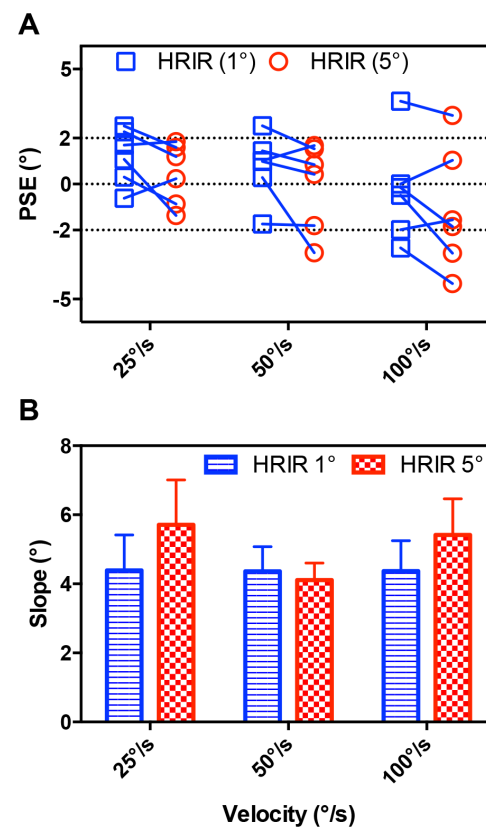 A
HRIR (1°) HRIR (5°)
PSE (°)
5
2
0
-2
-5
25°/s 50°/s 100°/s
B
HRIR 1° HRIR 5°
Slope (°)
8
6
4
2
0
25°/s 50°/s 100°/s
Velocity (°/s)